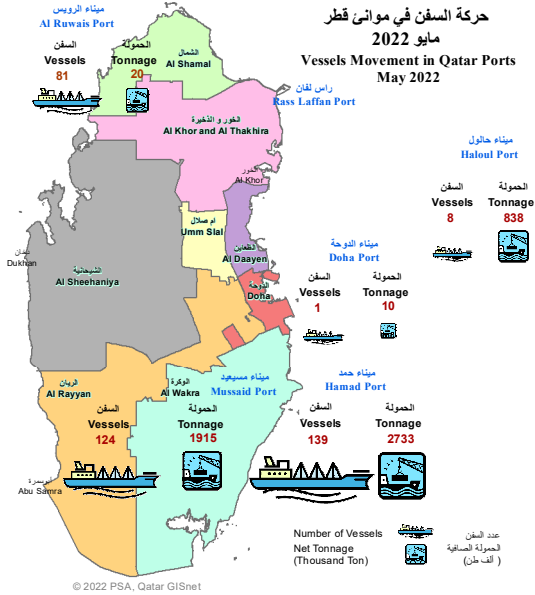 حركة السفن في موانئ قطر
مايو 2022
Vessels Movement in Qatar Ports
May 2022
ميناء الرويس
Al Ruwais Port
السفن
Vessels
81
الحمولة
Tonnage
20
الشمال
Al Shamal
راس لفان
Rass Laffan Port
الخور و الذخيرة
Al Khor and Al Thakhira
الخور
Al Khor
ميناء حالول
Haloul Port
السفن
Vessels
8
الحمولة
Tonnage
838
ام صلال
Umm Slal
الظعاين
Al Daayen
دخان
Dukhan
الشيحانية
Al Sheehaniya
ميناء الدوحة
Doha Port
السفن
Vessels
1
الحمولة
Tonnage
10
الدوحة
Doha
الريان
Al Rayyan
الوكرة
Al Wakra
ميناء مسيعيد
Mussaid Port
السفن
Vessels
124
الحمولة
Tonnage
1915
ميناء حمد
Hamad Port
السفن
Vessels
139
الحمولة
Tonnage
2733
أبوسمرة
Abu Samra
Number of Vessels
عدد السفن
Net Tonnage
(Thousand Ton)
الحمولة الصافية
( ألف طن)
© 2022 PSA, Qatar GISnet